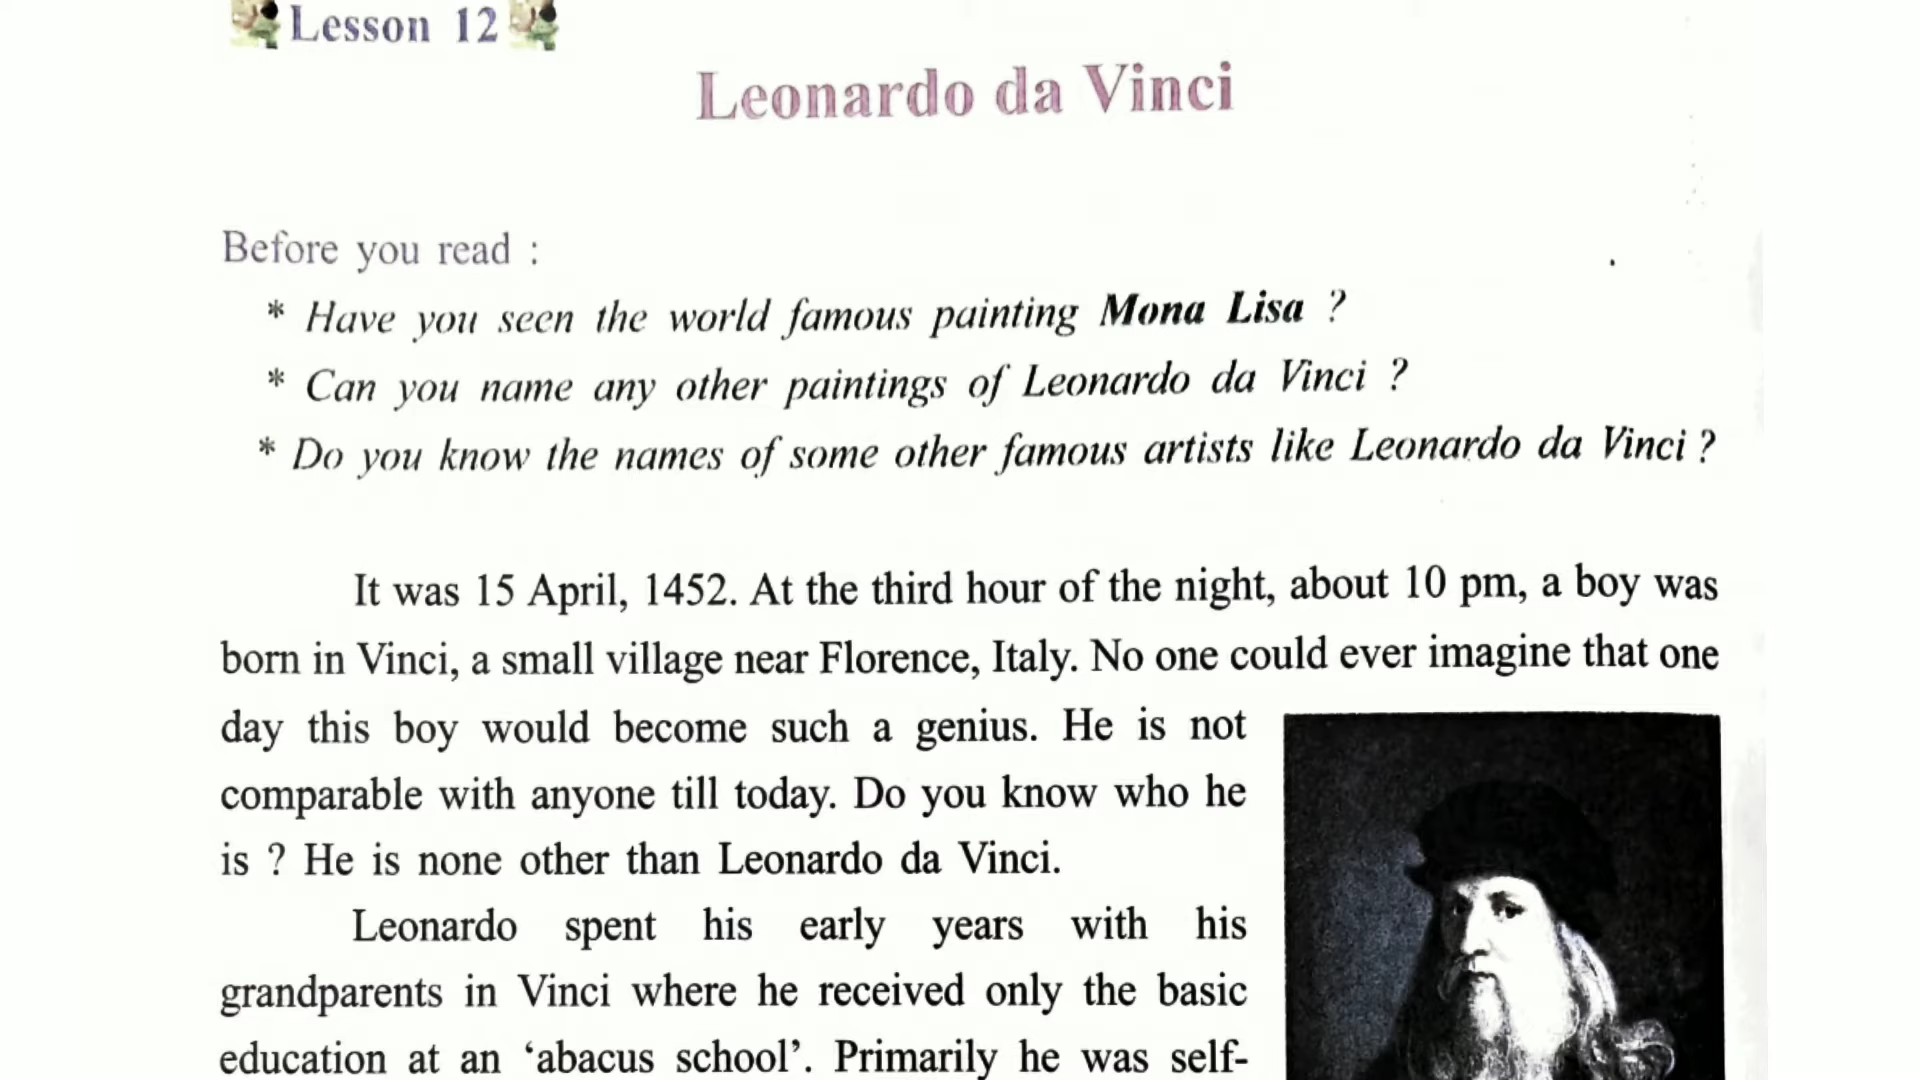 Lesson 12
Leonardo da Vinci
Before you read :
* Have you seen the world famous painting Mona Lisa ?
* Can you name any other paintings of Leonardo da Vinci ?
* Do you know the names of some other famous artists like Leonardo da Vinci ?
It was 15 April, 1452. At the third hour of the night, about 10 pm, a boy was
born in Vinci, a small village near Florence, Italy. No one could ever imagine that one
day this boy would become such a genius. He is not
comparable with anyone till today. Do you know who he
is ? He is none other than Leonardo da Vinci.
Leonardo spent his early years with his
grandparents in Vinci where he received only the basic
education at an ‘abacus school’. Primarily he was self-